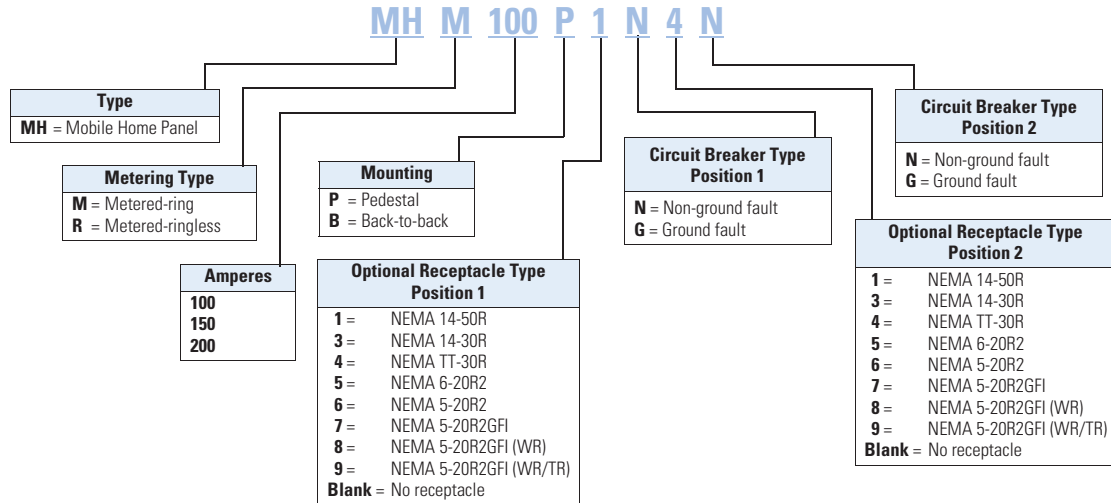 MH M 100 P 1 N 4 N
Type
MH = Mobile Home Panel
Metering Type
M = Metered-ring
R = Metered-ringless
Amperes
100
150
200
Mounting
P = Pedestal
B = Back-to-back
Optional Receptacle Type
Position 1
1 = NEMA 14-50R
3 = NEMA 14-30R
4 = NEMA TT-30R
5 = NEMA 6-20R2
6 = NEMA 5-20R2
7 = NEMA 5-20R2GFI
8 = NEMA 5-20R2GFI (WR)
9 = NEMA 5-20R2GFI (WR/TR)
Blank = No receptacle
Circuit Breaker Type
Position 1
N = Non-ground fault
G = Ground fault
Circuit Breaker Type
Position 2
N = Non-ground fault
G = Ground fault
Optional Receptacle Type
Position 2
1 = NEMA 14-50R
3 = NEMA 14-30R
4 = NEMA TT-30R
5 = NEMA 6-20R2
6 = NEMA 5-20R2
7 = NEMA 5-20R2GFI
8 = NEMA 5-20R2GFI (WR)
9 = NEMA 5-20R2GFI (WR/TR)
Blank = No receptacle